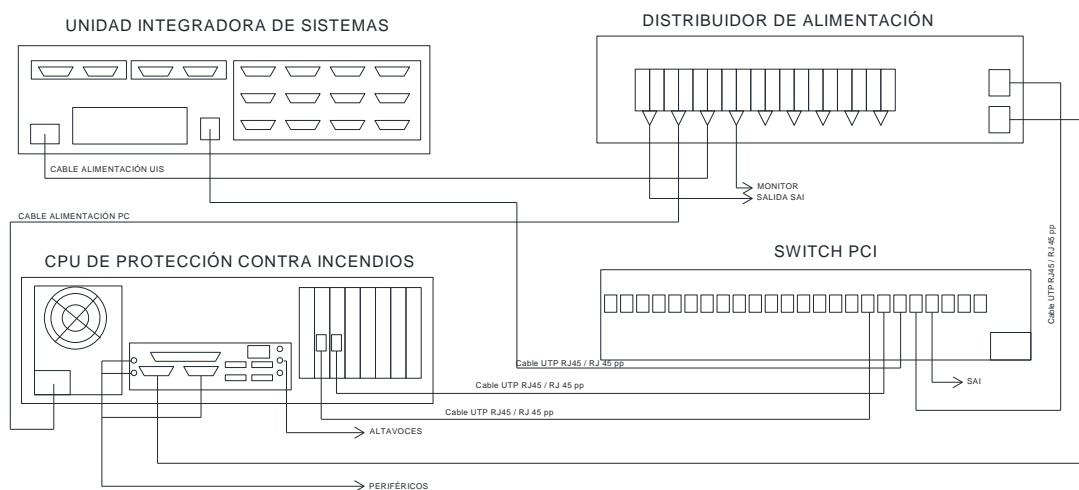 UNIDAD INTEGRADORA DE SISTEMAS
DISTRIBUIDOR DE ALIMENTACIÓN
CABLE ALIMENTACIÓN UIS
MONITOR
SALIDA SAI
CABLE ALIMENTACIÓN PC
Cable UTP RJ45 / RJ 45 pp
CPU DE PROTECCIÓN CONTRA INCENDIOS
SWITCH PCI
Cable UTP RJ45 / RJ 45 pp
Cable UTP RJ45 / RJ 45 pp
SAI
Cable UTP RJ45 / RJ 45 pp
ALTAVOCES
PERIFÉRICOS